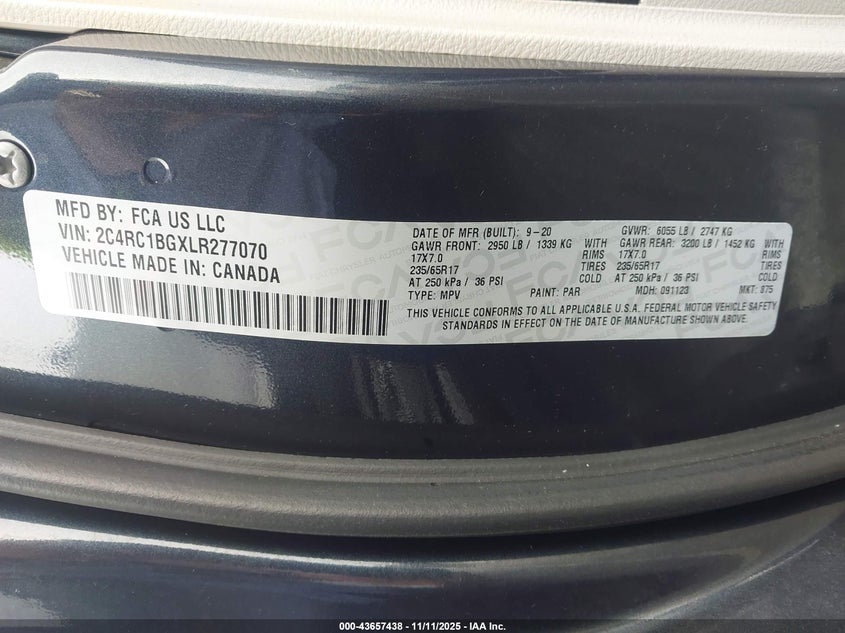 MFD BY: FCA US LLC
VIN: 2C4RC1BGXLR277070
VEHICLE MADE IN: CANADA
DATE OF MFR (BUILT): 9-20 GVWR: 6055 LB / 2747 KG
GAWR FRONT: 2950 LB / 1339 KG WITH GAWR REAR: 3200 LB / 1452 KG WITH
17X7.0 RIMS 17X7.0 RIMS
235/65R17 TIRES 235/65R17 TIRES
AT 250 kPa / 36 PSI COLD AT 250 kPa / 36 PSI COLD
TYPE: MPV PAINT: PAR MDH: 091123 MKT: 975
THIS VEHICLE CONFORMS TO ALL APPLICABLE U.S.A. FEDERAL MOTOR VEHICLE SAFETY
STANDARDS IN EFFECT ON THE DATE OF MANUFACTURE SHOWN ABOVE.
000-43657438 - 11/11/2025 - IAA Inc.